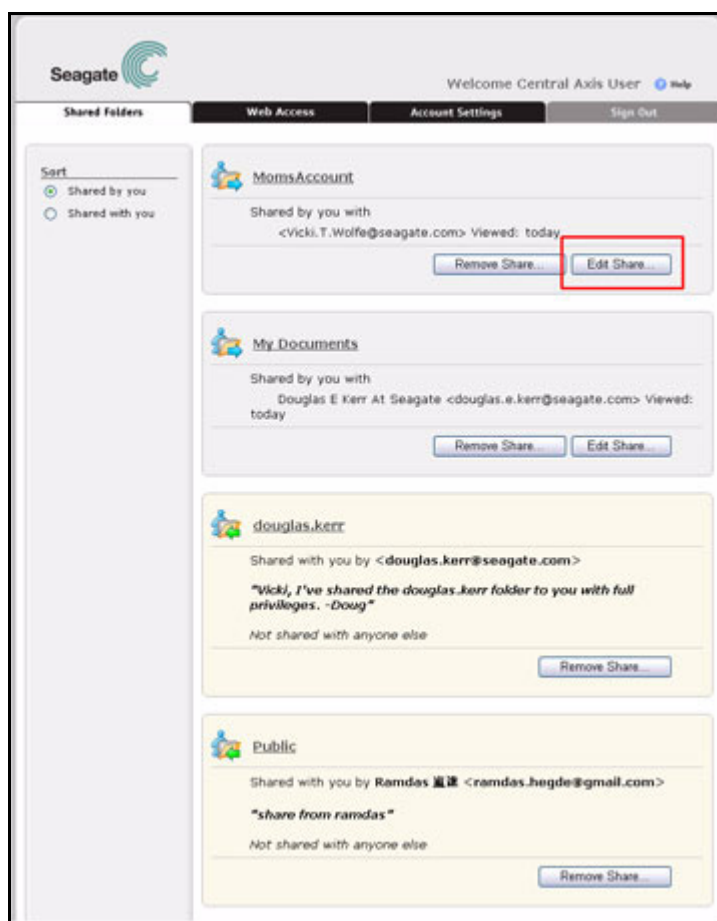 Seagate
Welcome Central Axis User Help
Shared Folders Web Access Account Settings Sign Out
Sort
Shared by you
Shared with you
MomsAccount
Shared by you with
<Vicki.T.Wolfe@seagate.com> Viewed: today
Remove Share... Edit Share...
My Documents
Shared by you with
Douglas E Kerr At Seagate <douglas.e.kerr@seagate.com> Viewed:
today
Remove Share... Edit Share...
douglas.kerr
Shared with you by <douglas.kerr@seagate.com>
"Vicki, I've shared the douglas.kerr folder to you with full
privileges. -Doug"
Not shared with anyone else
Remove Share...
Public
Shared with you by Ramdas <ramdas.hegde@gmail.com>
"share from ramdas"
Not shared with anyone else
Remove Share...